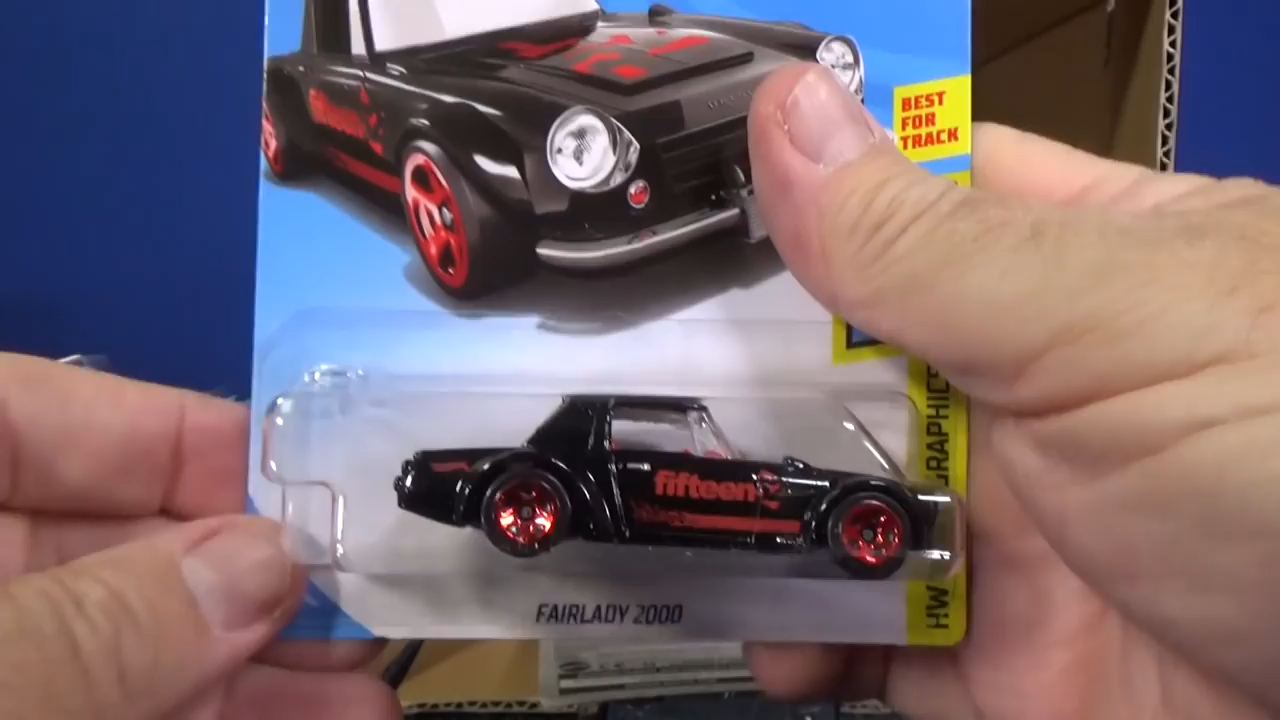 BEST
FOR
TRACK
fifteen
fifteen
FAIRLADY 2000
HW
GRAPHICS